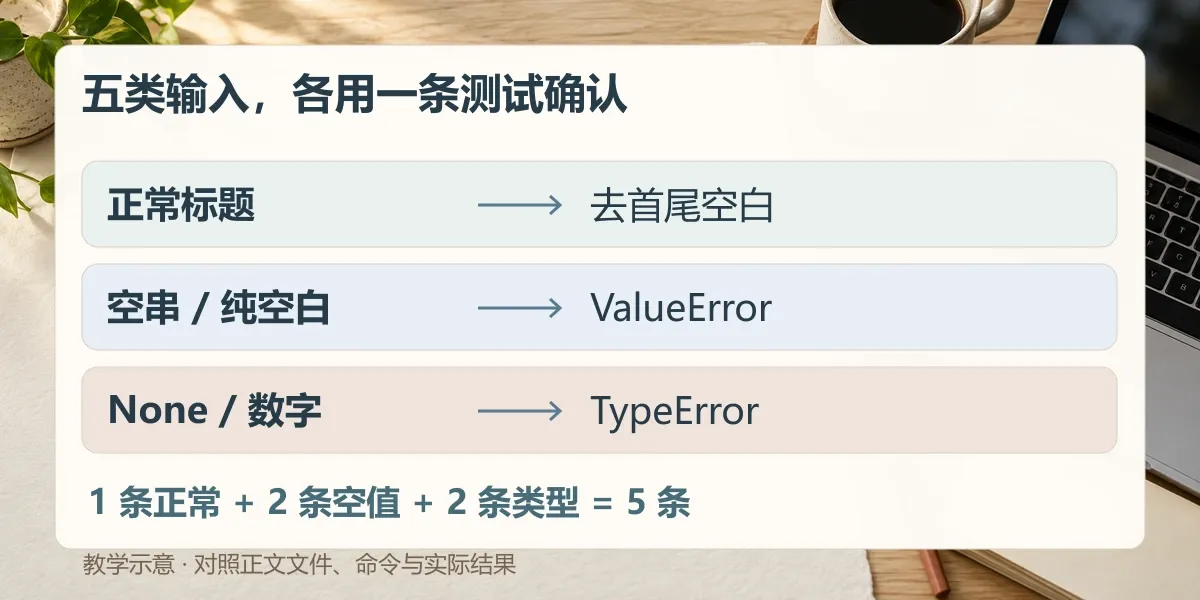 五类输入，各用一条测试确认
正常标题 → 去首尾空白
空串 / 纯空白 → ValueError
None / 数字 → TypeError
1 条正常 + 2 条空值 + 2 条类型 = 5 条
教学示意 · 对照正文文件、命令与实际结果